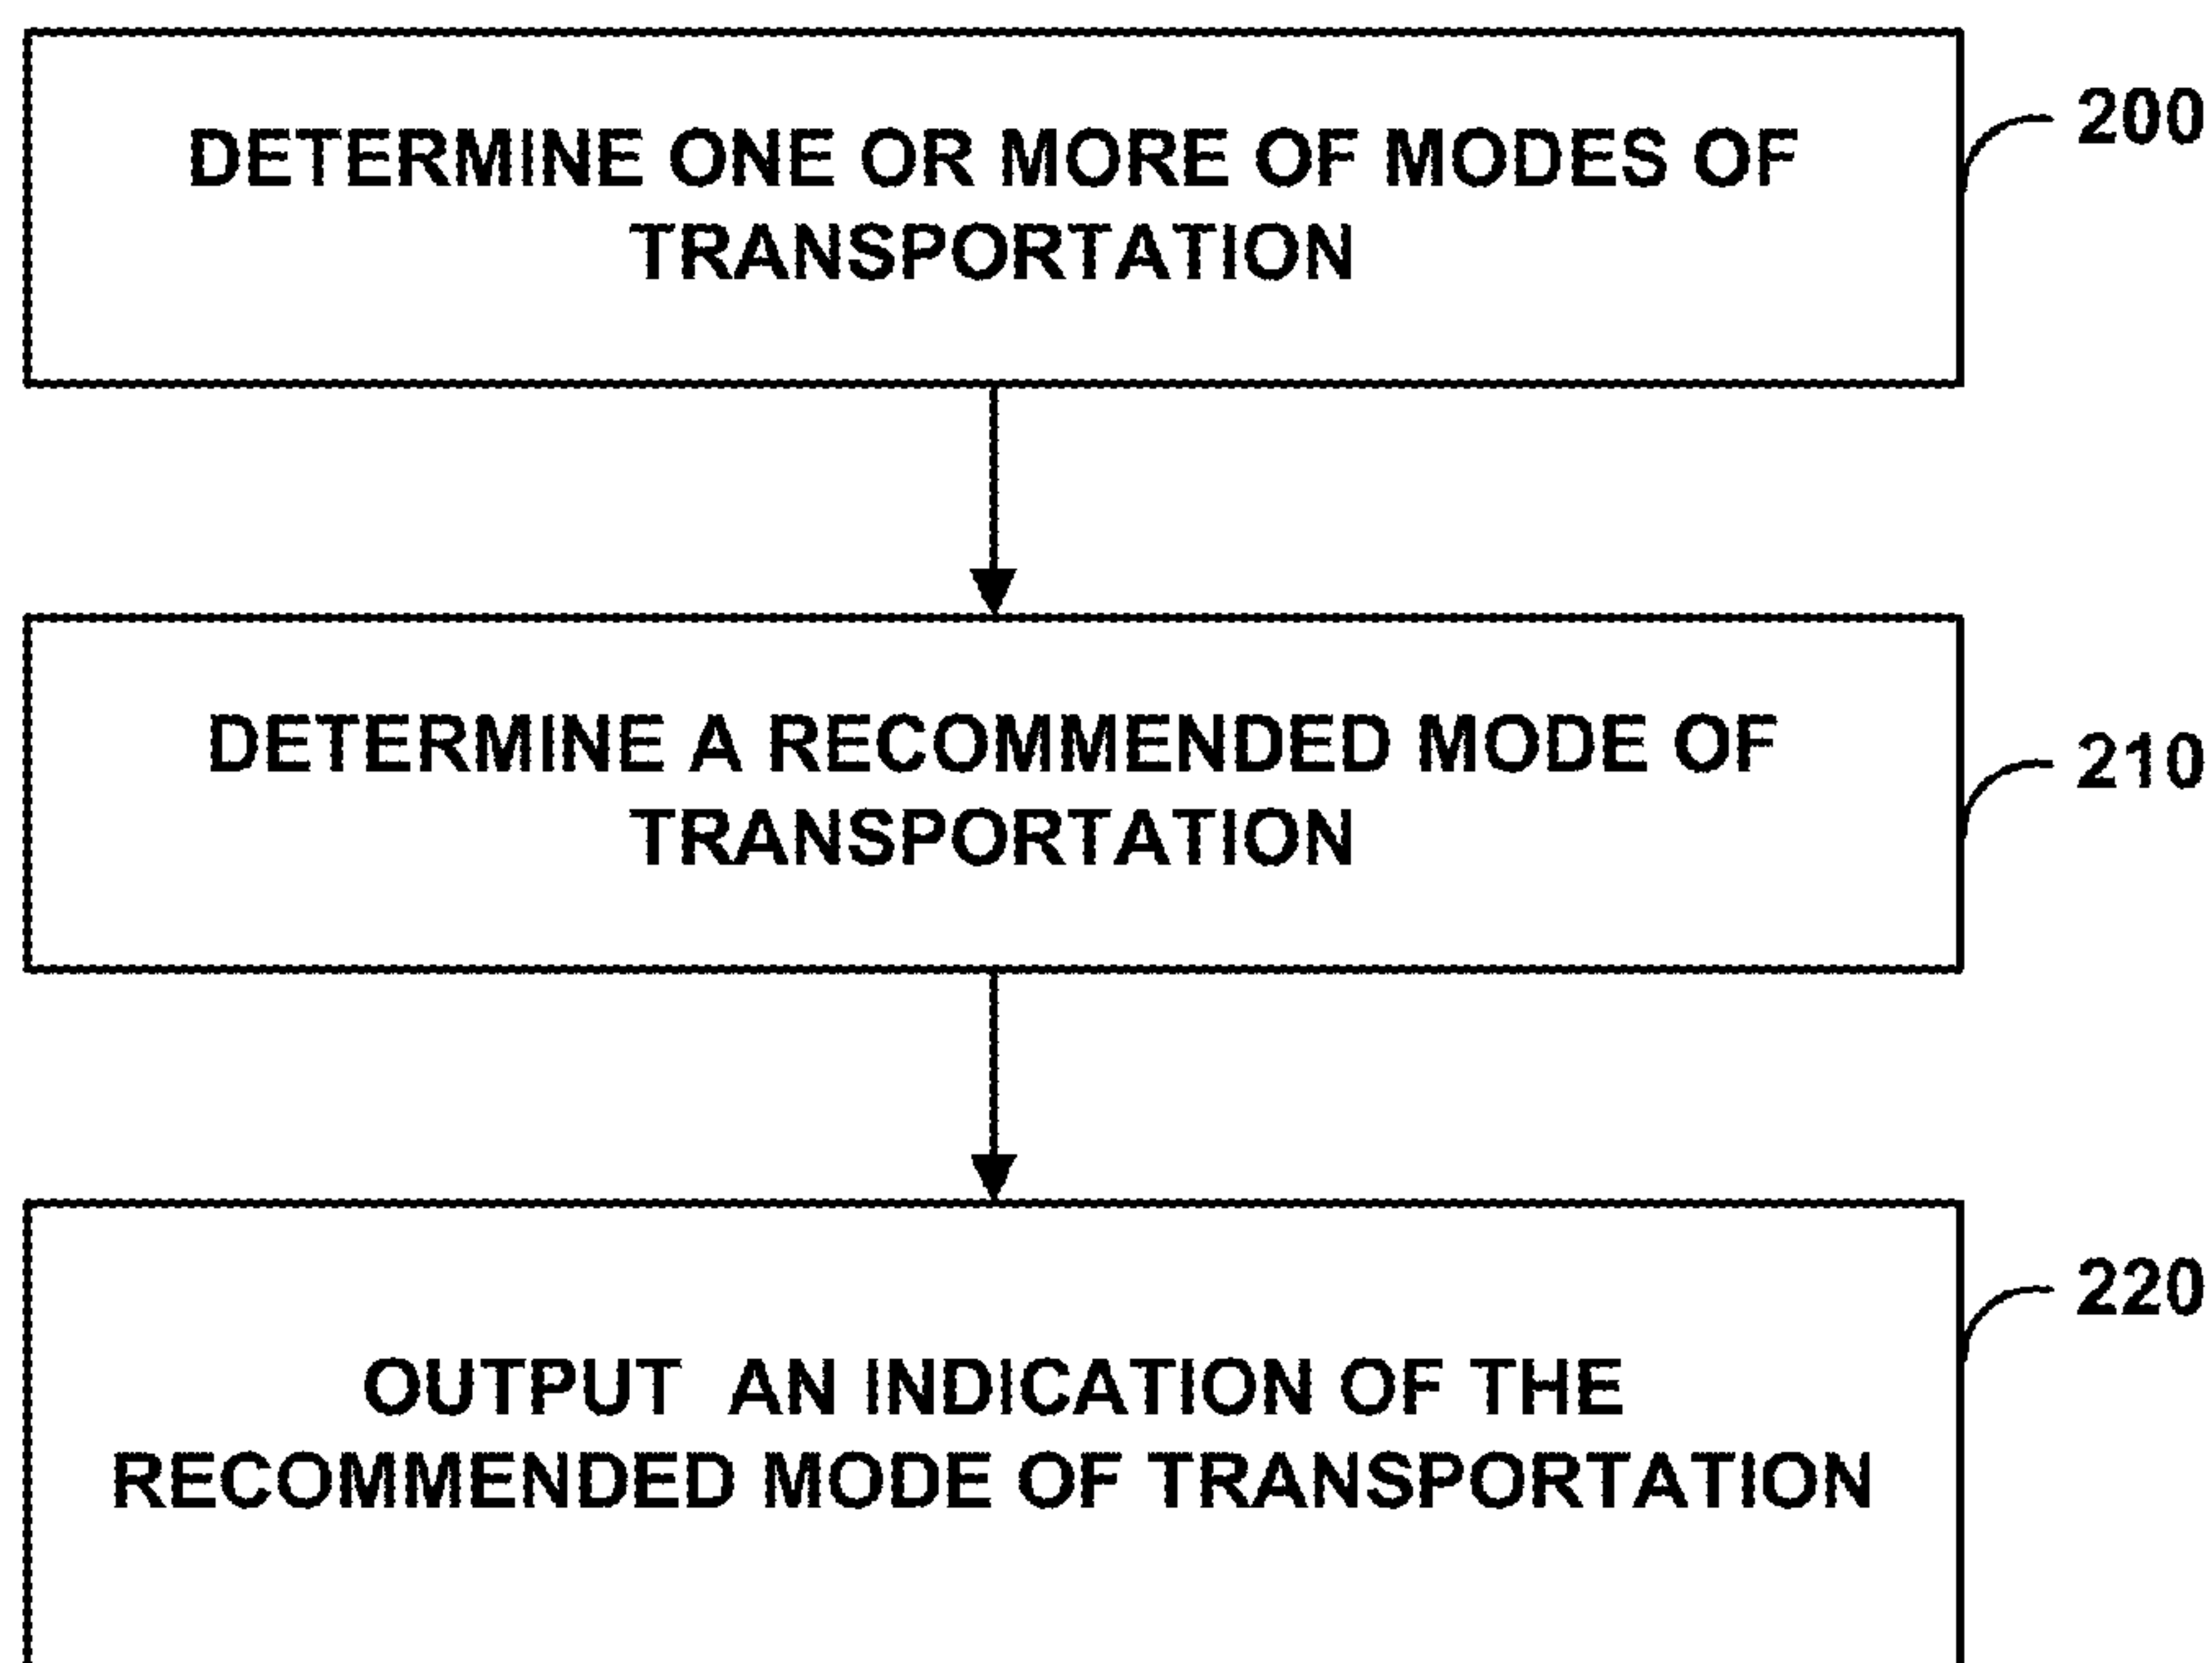 DETERMINE ONE OR MORE OF MODES OF
TRANSPORTATION
200
DETERMINE A RECOMMENDED MODE OF
TRANSPORTATION
210
OUTPUT AN INDICATION OF THE
RECOMMENDED MODE OF TRANSPORTATION
220